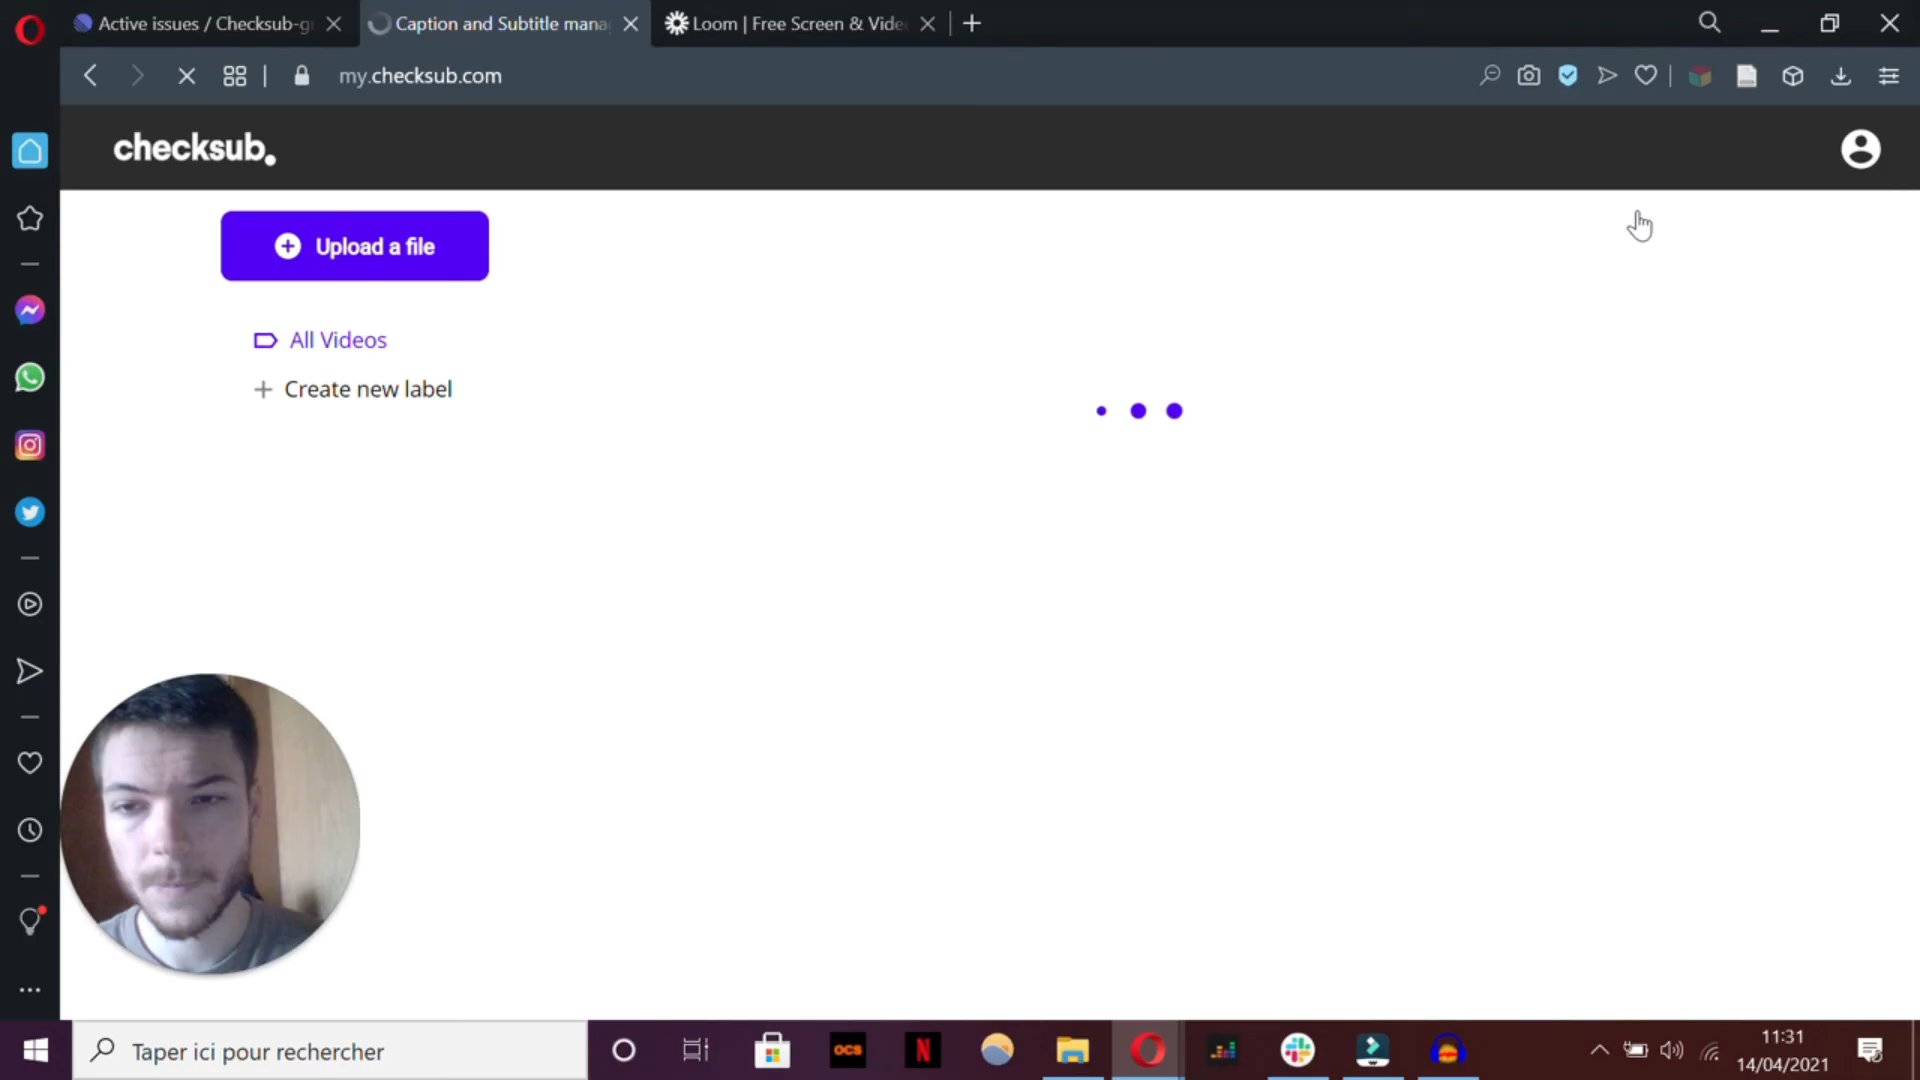 Active issues / Checksub-g
Caption and Subtitle mana
Loom | Free Screen & Vide
my.checksub.com
checksub.
Upload a file
All Videos
Create new label
Taper ici pour rechercher
OCS
N
11:31
14/04/2021